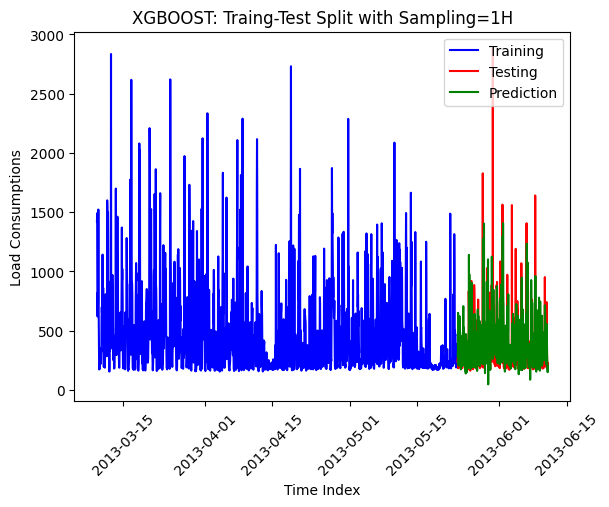 XGBOOST: Traing-Test Split with Sampling=1H
Training
Testing
Prediction
Load Consumptions
3000
2500
2000
1500
1000
500
0
2013-03-15
2013-04-01
2013-04-15
2013-05-01
2013-05-15
2013-06-01
2013-06-15
Time Index